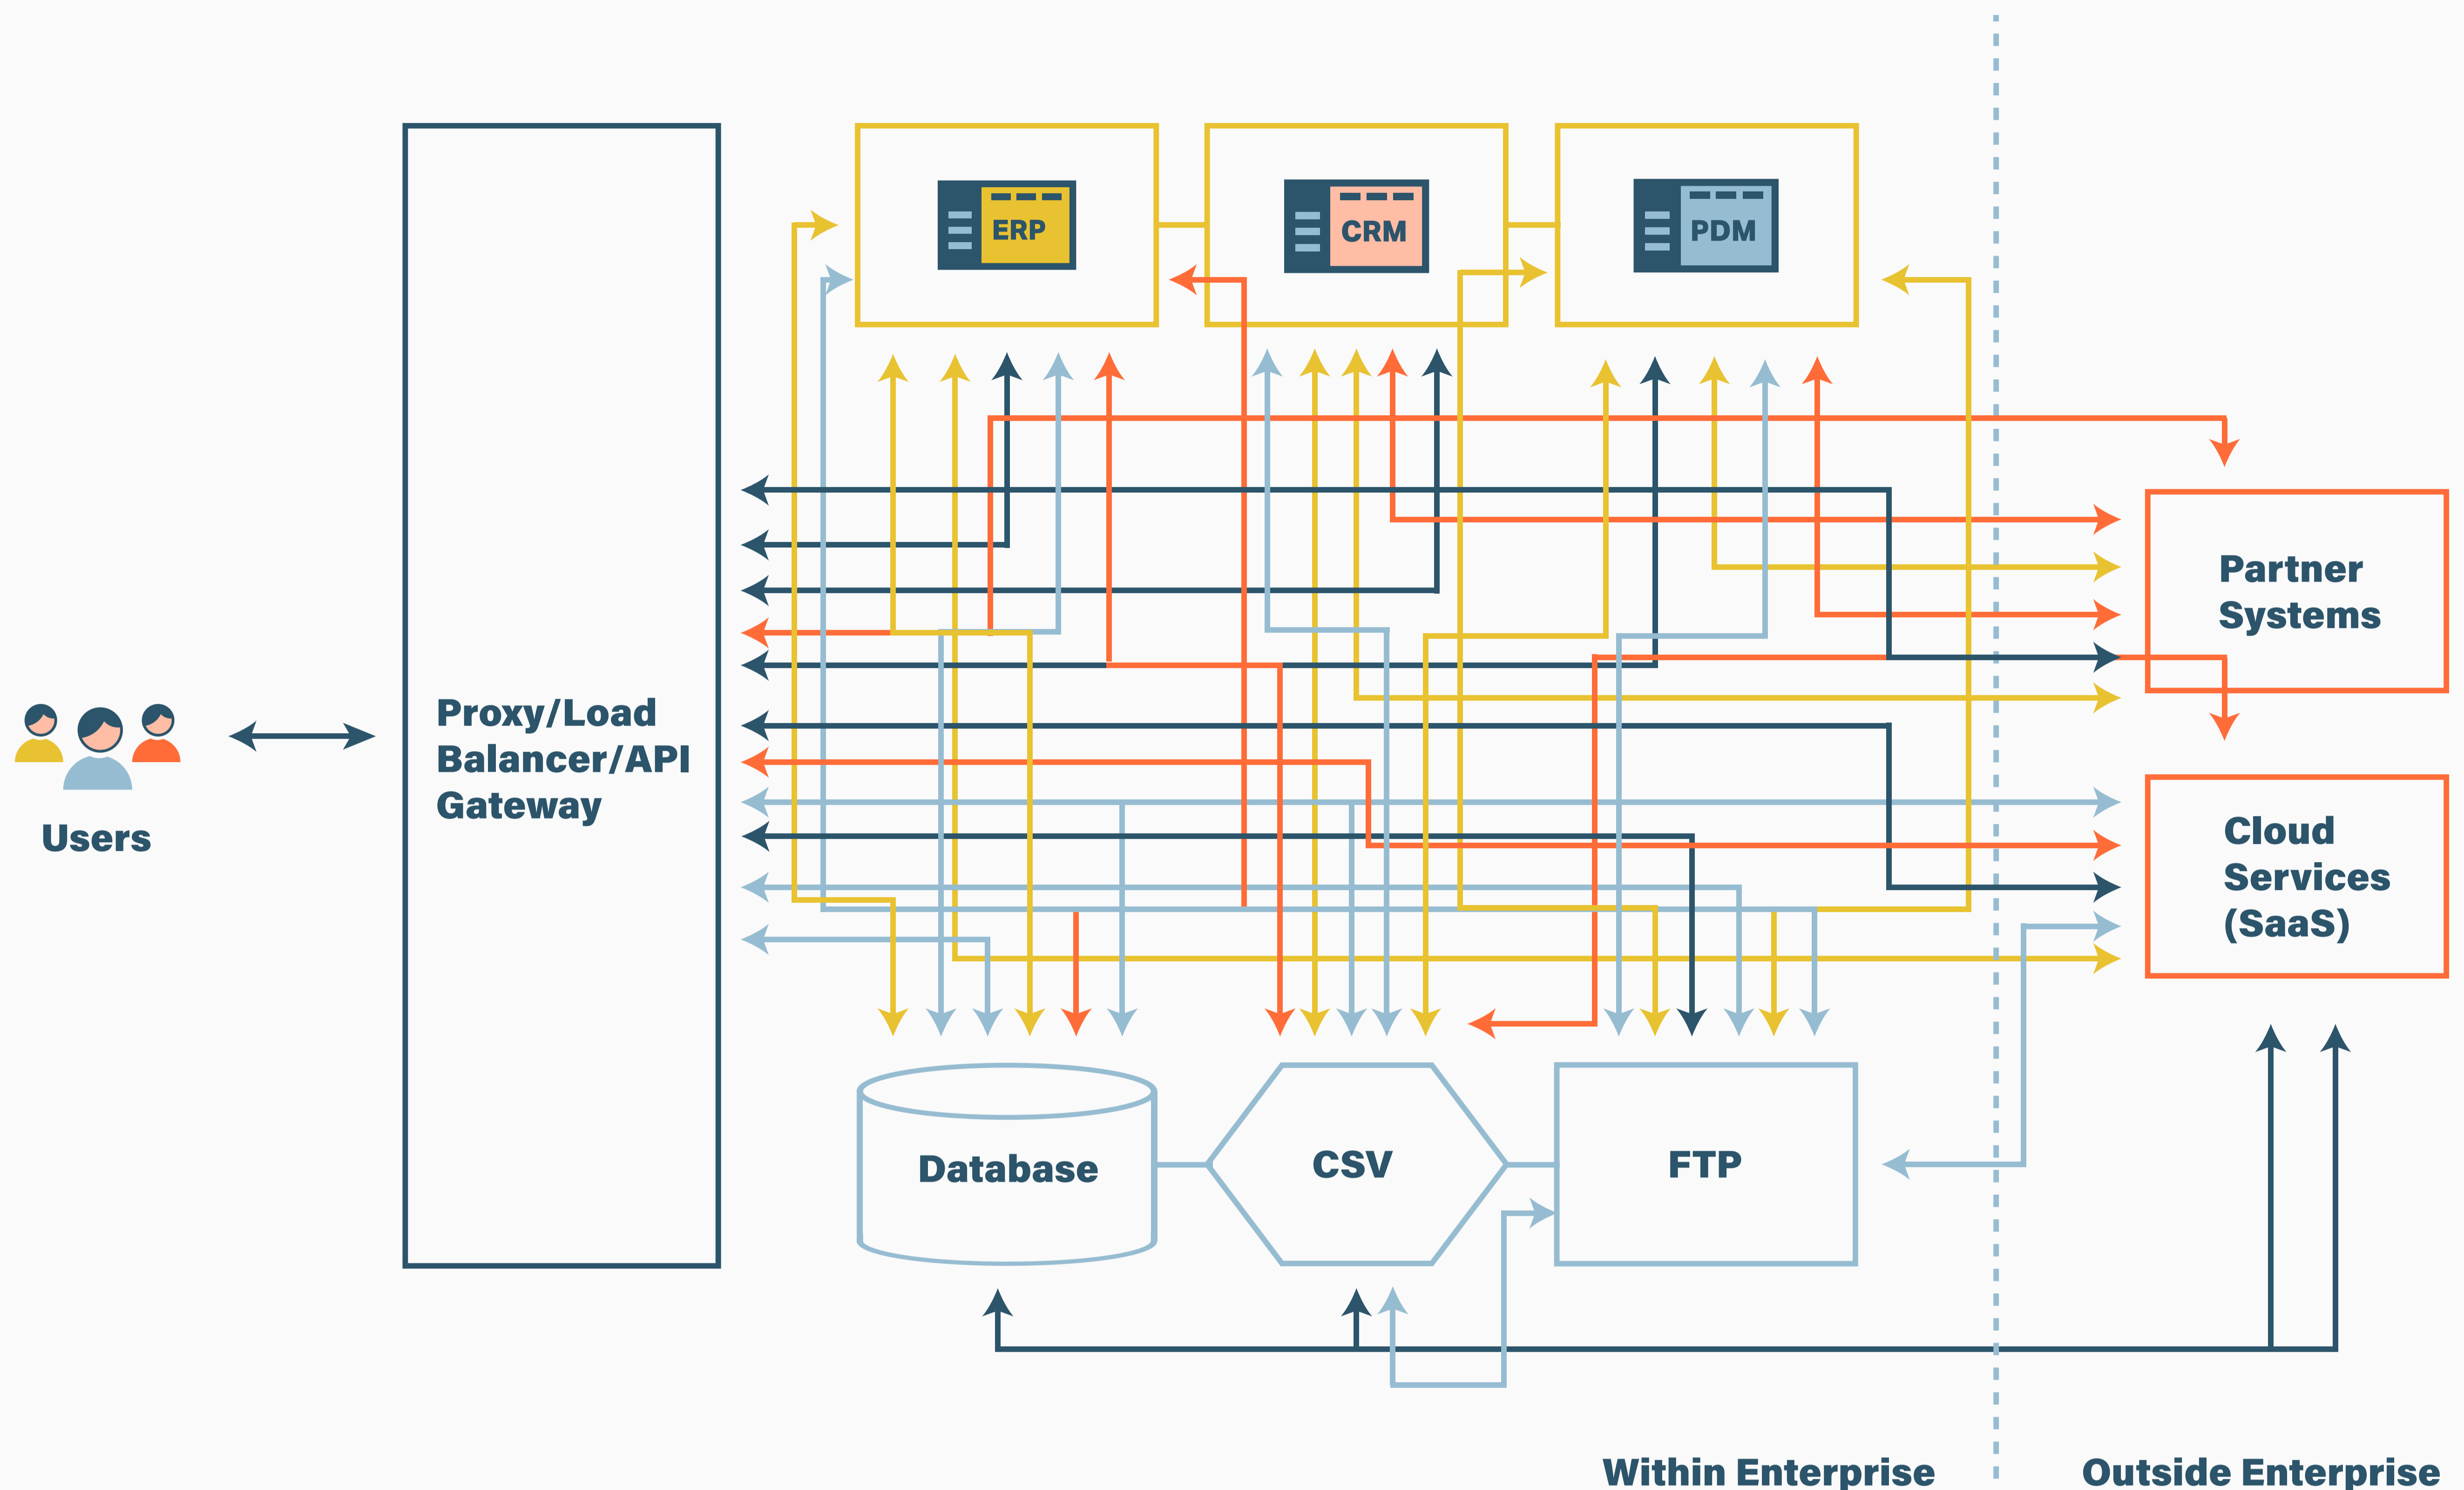 ERP
CRM
PDM
Partner
Systems
Proxy/Load
Balancer/API
Gateway
Users
Cloud
Services
(SaaS)
Database
CSV
FTP
Within Enterprise
Outside Enterprise